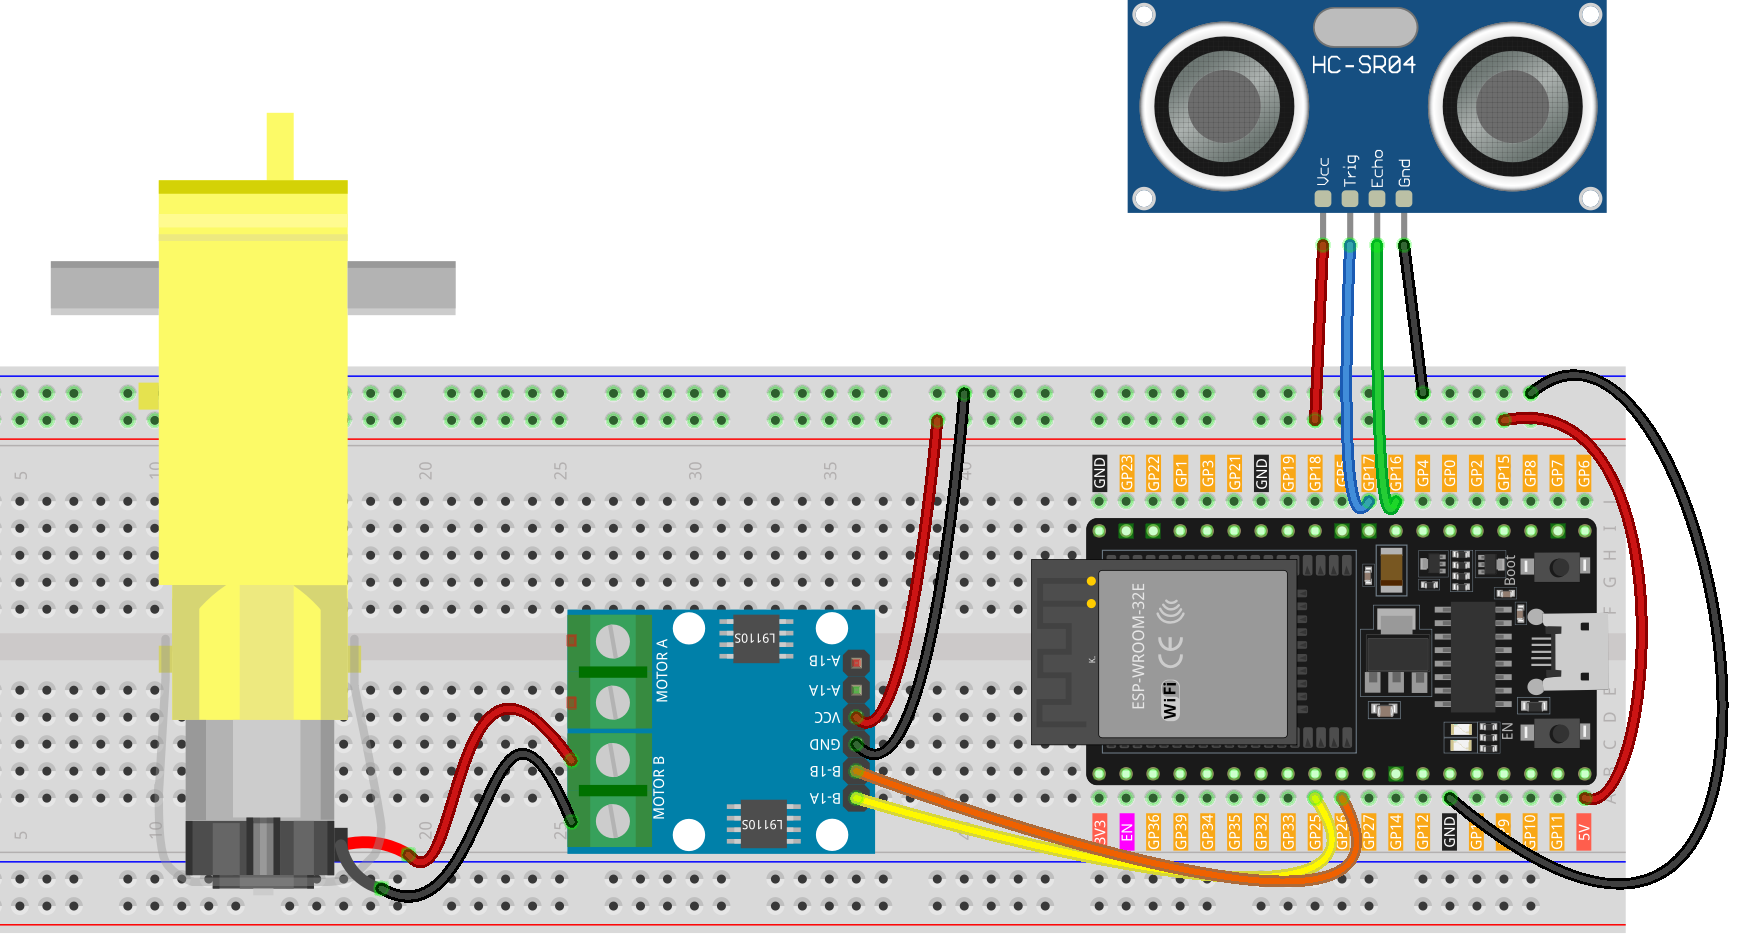 HC-SR04
Vcc
Trig
Echo
Gnd
5
10
20
25
30
35
40
GND
GP23
GP22
GP1
GP3
GP21
GND
GP19
GP18
GP17
GP16
GP4
GP0
GP2
GP15
GP8
GP7
GP6
J
I
H
G
F
E
D
C
B
A
MOTOR A
MOTOR B
L9110S
L9110S
A-1B
A-1A
VCC
GND
B-1B
B-1A
ESP-WROOM-32E
CE
WiFi
Boot
EN
5
10
20
25
3V3
EN
GP36
GP39
GP34
GP35
GP32
GP33
GP25
GP26
GP27
GP14
GP12
GND
GP10
GP11
5V